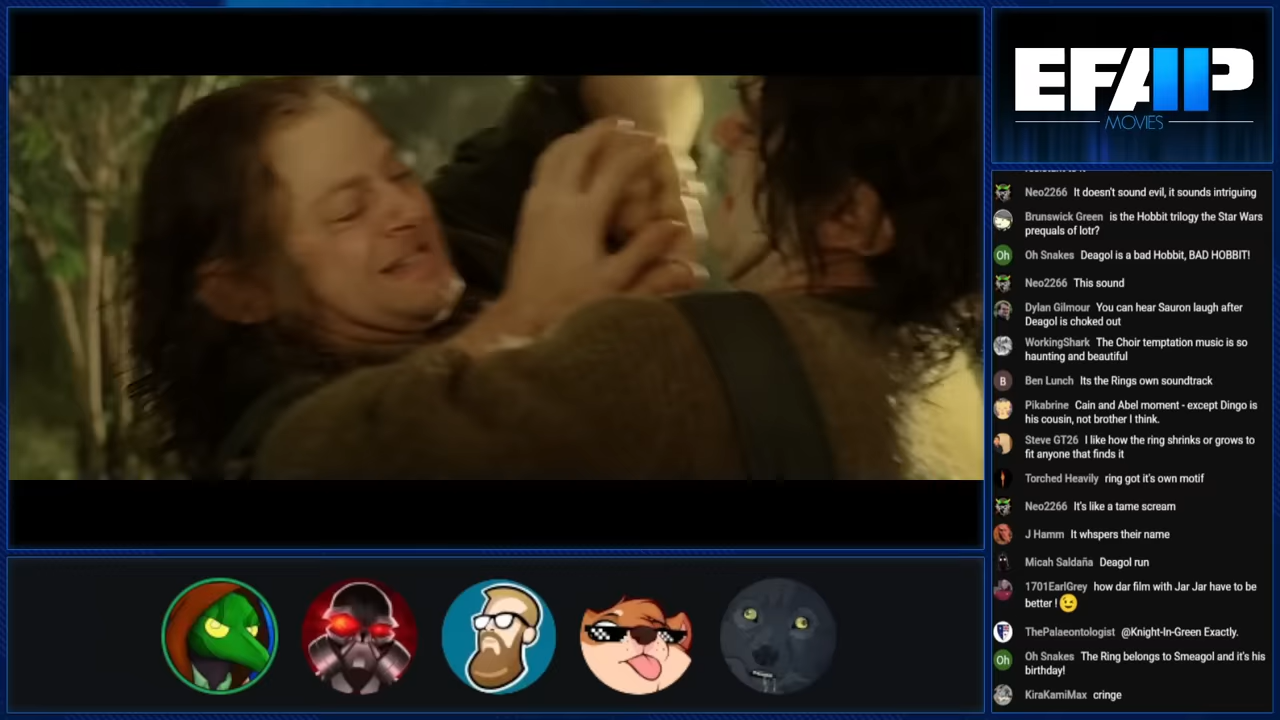 EFAP
MOVIES
Neo2266 It doesn't sound evil, it sounds intriguing
Brunswick Green is the Hobbit trilogy the Star Wars
prequals of lotr?
Oh
Oh Snakes Deagol is a bad Hobbit, BAD HOBBIT!
Neo2266 This sound
Dylan Gilmour You can hear Sauron laugh after
Deagol is choked out
WorkingShark The Choir temptation music is so
haunting and beautiful
B
Ben Lunch Its the Rings own soundtrack
Pikabrine Cain and Abel moment - except Dingo is
his cousin, not brother I think.
Steve GT26 I like how the ring shrinks or grows to
fit anyone that finds it
Torched Heavily ring got it's own motif
Neo2266 It's like a tame scream
J Hamm It whspers their name
Micah Saldaña Deagol run
1701EarlGrey how dar film with Jar Jar have to be
better !
ThePalaeontologist @Knight-In-Green Exactly.
Oh
Oh Snakes The Ring belongs to Smeagol and it's his
birthday!
KiraKamiMax cringe